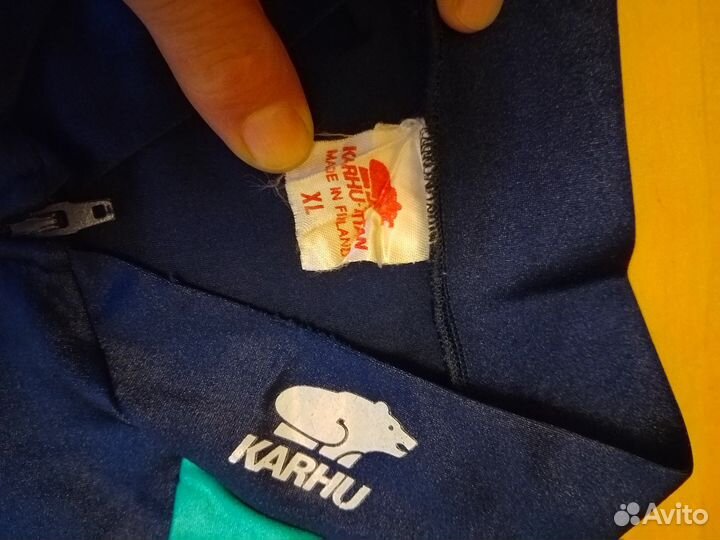 KARHU-TITAN
MADE IN FINLAND
XL
KARHU
Avito